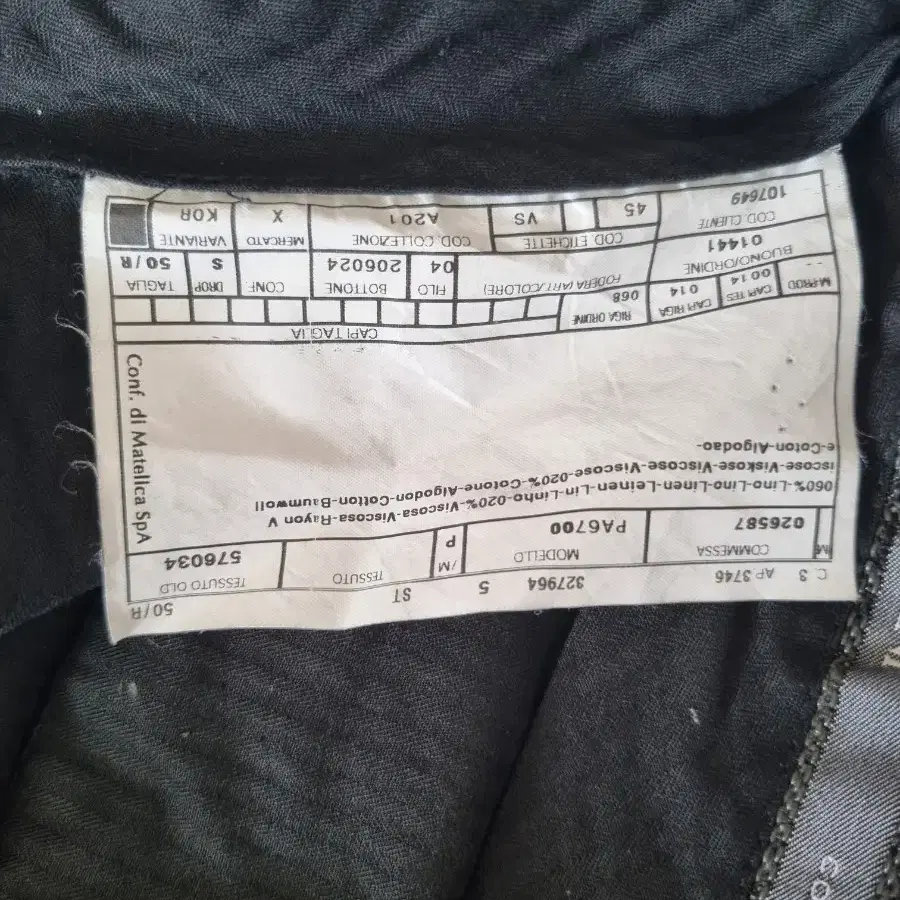 50/R
C. 3 AP.3746 327964 5 ST
COMMESSA MODELLO /M TESSUTO TESSUTO OLD
026587 PA6700 P 576034
060%-Lino-Lino-Linen-Leinen-Lin-Linho-020%-Viscosa-Viscosa-Rayon V
iscose-Viskose-Viscose-Viscose-020%-Cotone-Algodon-Cotton-Baumwoll
e-Coton-Algodao-
Conf. di Matelica SpA
CAPI TAGLIA
M-PROD CAPI TES CAPI RIGA RIGA ORDINE
0014 014 068
FODERA (ART./COLORE) FILO BOTTONE CONF DROP TAGLIA
04 206024 S 50/R
BUONO/ORDINE
01441
COD. CLIENTE COD. ETICHETTE COD. COLLEZIONE MERCATO VARIANTE
107649 45 VS A201 X KOR